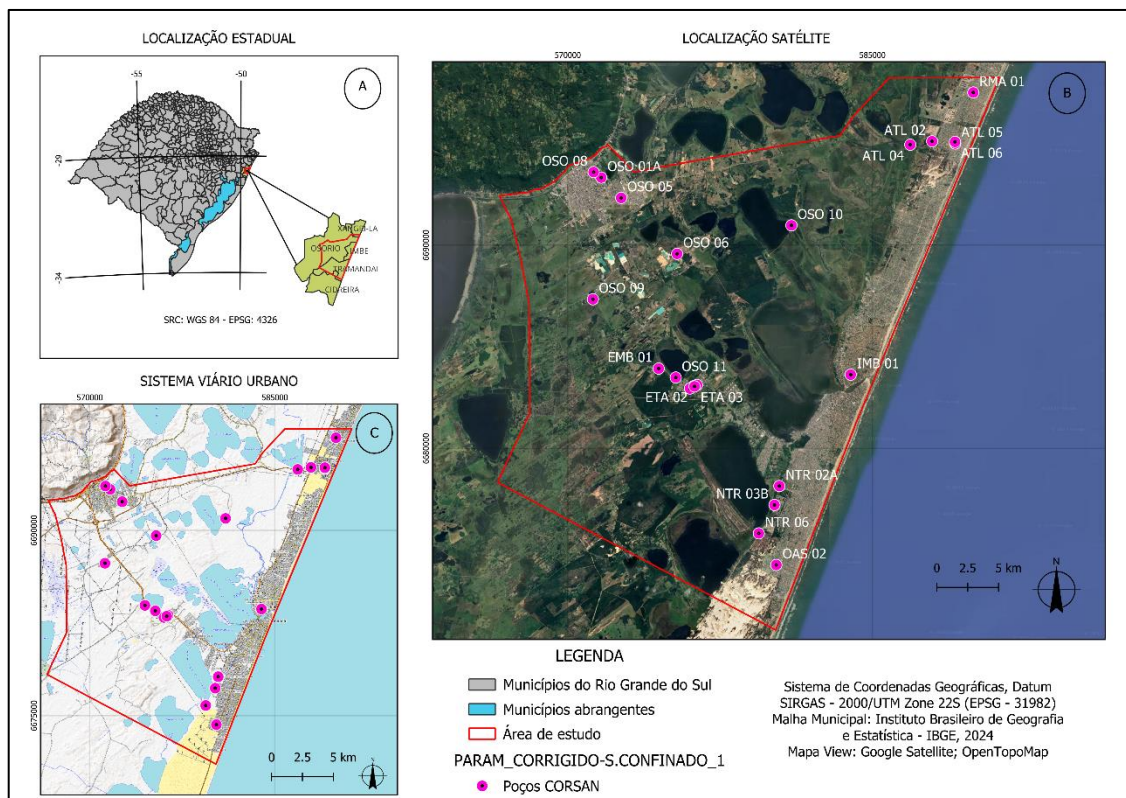 LOCALIZAÇÃO ESTADUAL
-55
-50
A
-29
-34
XANGRI-LA
OSORIO
IMBE
TRAMANDAI
CIDREIRA
SRC: WGS 84 - EPSG: 4326
LOCALIZAÇÃO SATÉLITE
570000
585000
B
RMA 01
ATL 02
ATL 05
ATL 04
ATL 06
OSO 08
OSO 01A
OSO 05
OSO 10
6690000
OSO 06
OSO 09
EMB 01
OSO 11
IMB 01
ETA 02
ETA 03
6680000
NTR 02A
NTR 03B
NTR 06
OAS 02
0 2.5 5 km
N
SISTEMA VIÁRIO URBANO
570000
585000
C
6690000
6675000
0 2.5 5 km
N
LEGENDA
Municípios do Rio Grande do Sul
Municípios abrangentes
Área de estudo
PARAM_CORRIGIDO-S.CONFINADO_1
Poços CORSAN
Sistema de Coordenadas Geográficas, Datum
SIRGAS - 2000/UTM Zone 22S (EPSG - 31982)
Malha Municipal: Instituto Brasileiro de Geografia
e Estatística - IBGE, 2024
Mapa View: Google Satellite; OpenTopoMap